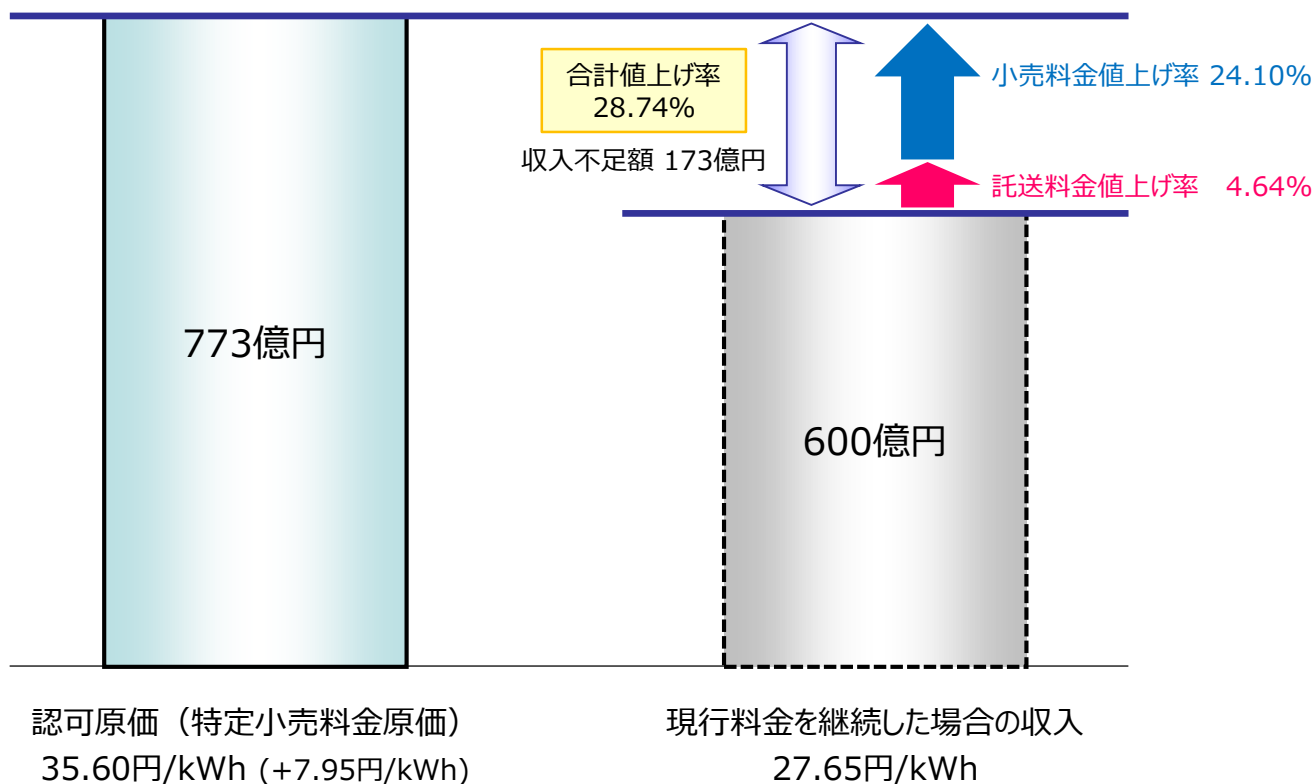 合計値上げ率
28.74%
収入不足額 173億円
小売料金値上げ率 24.10%
託送料金値上げ率 4.64%
773億円
600億円
認可原価（特定小売料金原価）
35.60円/kWh (+7.95円/kWh)
現行料金を継続した場合の収入
27.65円/kWh